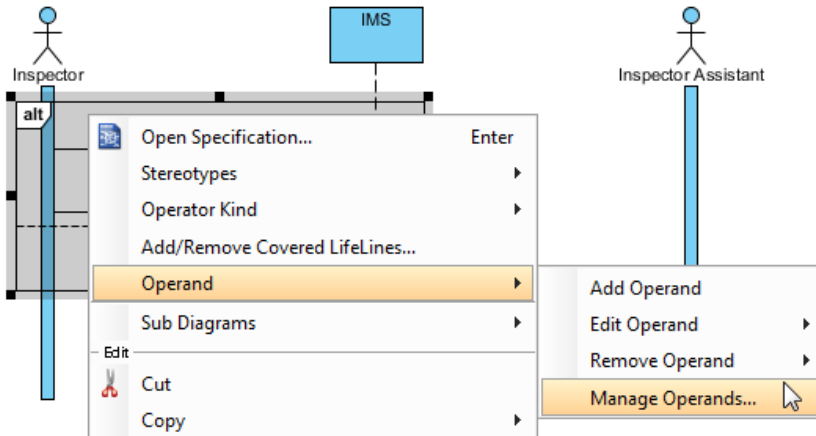 IMS
Inspector
Inspector Assistant
alt
Open Specification... Enter
Stereotypes
Operator Kind
Add/Remove Covered LifeLines...
Operand
Add Operand
Sub Diagrams
Edit Operand
Edit
Remove Operand
Cut
Manage Operands...
Copy